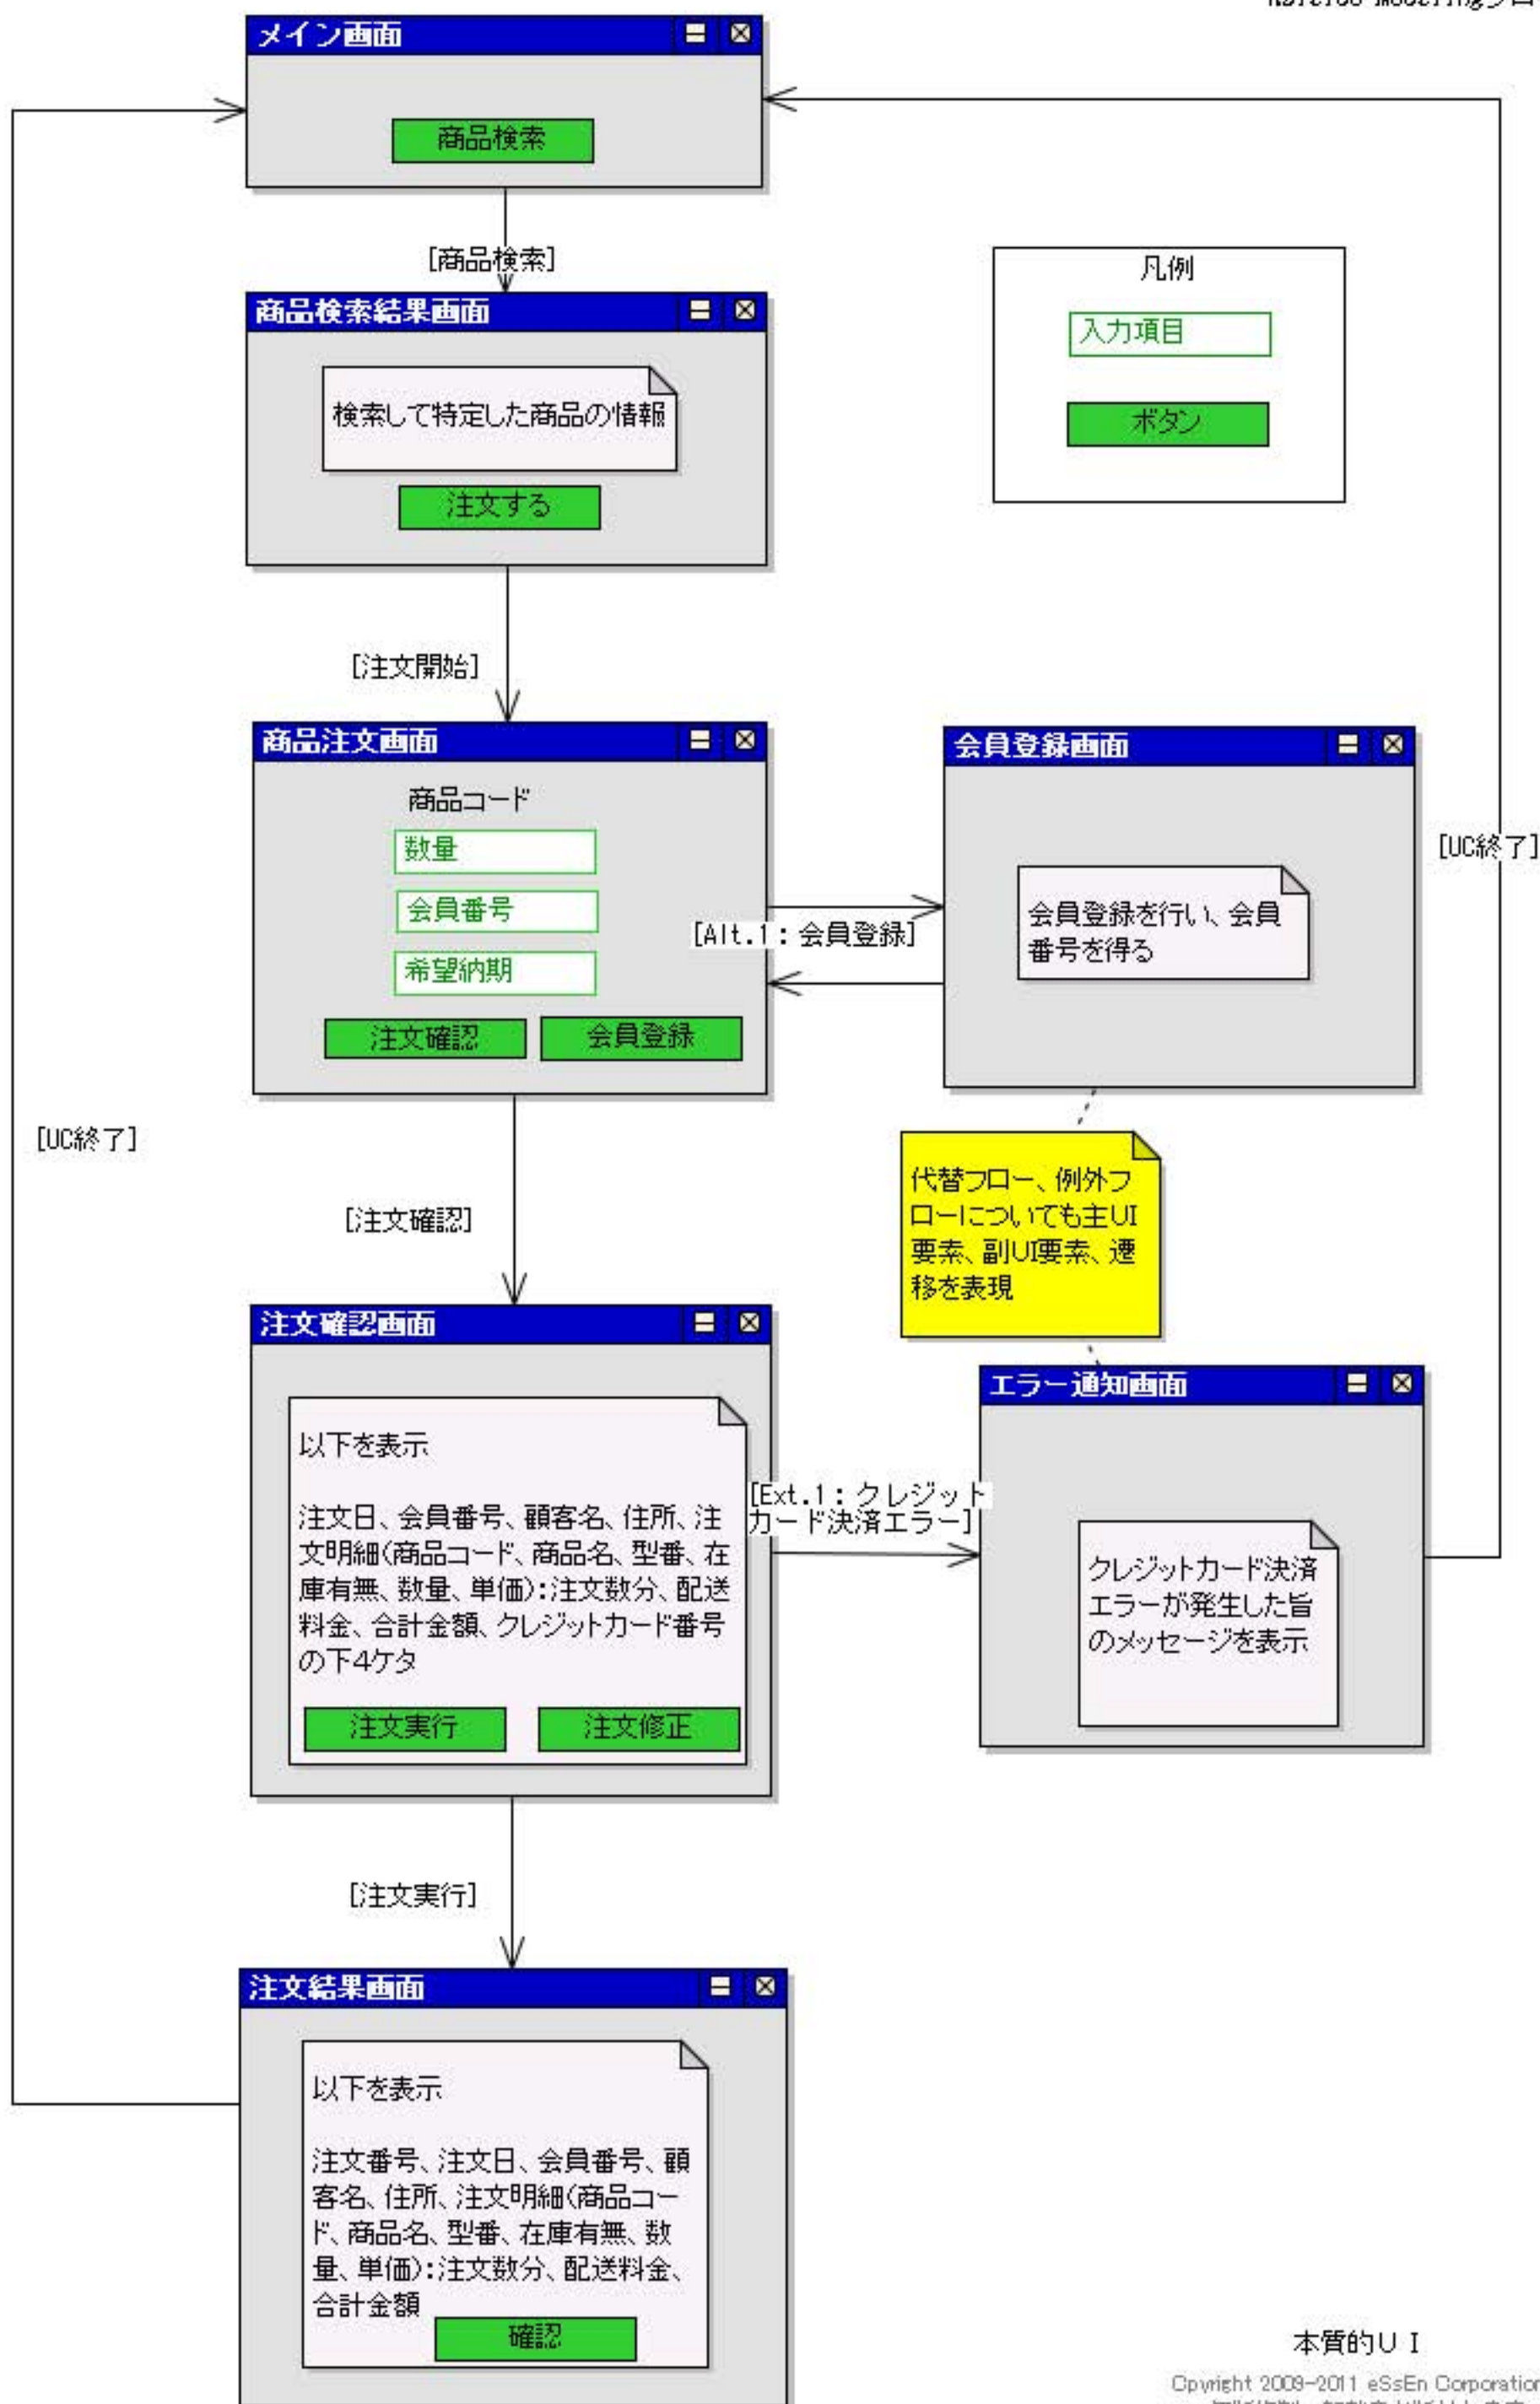 メイン画面
商品検索
[商品検索]
商品検索結果画面
検索して特定した商品の情報
注文する
凡例
入力項目
ボタン
[注文開始]
商品注文画面
商品コード
数量
会員番号
希望納期
注文確認
会員登録
[Alt.1：会員登録]
会員登録画面
会員登録を行い、会員
番号を得る
[UC終了]
[UC終了]
[注文確認]
代替フロー、例外フ
ローについても主UI
要素、副UI要素、遷
移を表現
注文確認画面
以下を表示
注文日、会員番号、顧客名、住所、注
文明細(商品コード、商品名、型番、在
庫有無、数量、単価):注文数分、配送
料金、合計金額、クレジットカード番号
の下4ケタ
注文実行
注文修正
[Ext.1：クレジット
カード決済エラー]
エラー通知画面
クレジットカード決済
エラーが発生した旨
のメッセージを表示
[注文実行]
注文結果画面
以下を表示
注文番号、注文日、会員番号、顧
客名、住所、注文明細(商品コー
ド、商品名、型番、在庫有無、数
量、単価):注文数分、配送料金、
合計金額
確認
本質的ＵＩ
Copyright 2009-2011 eSsEn Corporation